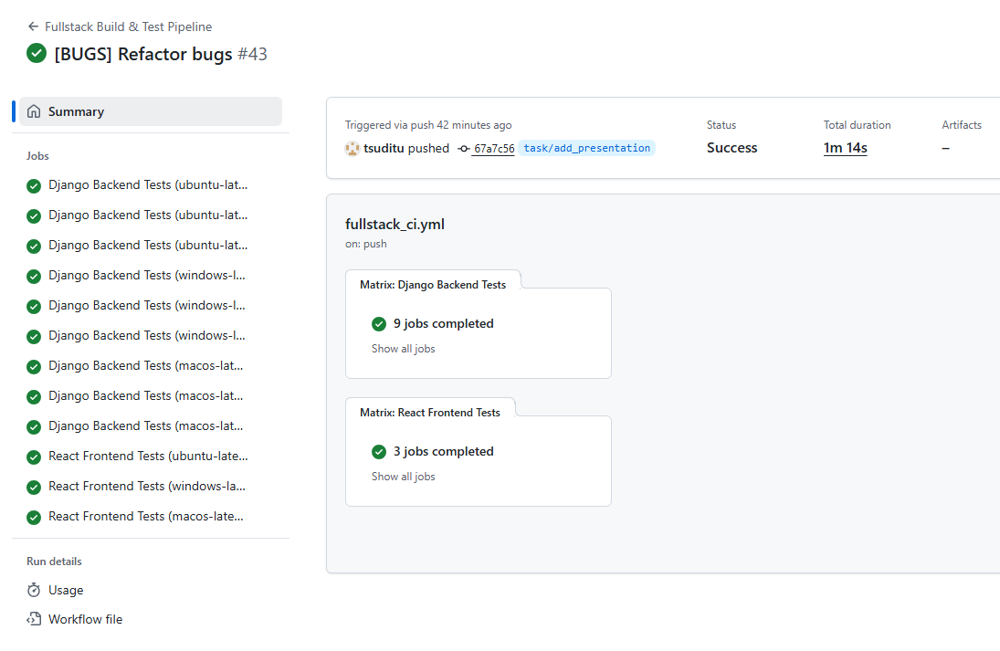 Fullstack Build & Test Pipeline
[BUGS] Refactor bugs #43
Summary
Jobs
Django Backend Tests (ubuntu-lat...
Django Backend Tests (ubuntu-lat...
Django Backend Tests (ubuntu-lat...
Django Backend Tests (windows-l...
Django Backend Tests (windows-l...
Django Backend Tests (windows-l...
Django Backend Tests (macos-lat...
Django Backend Tests (macos-lat...
Django Backend Tests (macos-lat...
React Frontend Tests (ubuntu-late...
React Frontend Tests (windows-la...
React Frontend Tests (macos-late...
Run details
Usage
Workflow file
Triggered via push 42 minutes ago
tsuditu pushed 67a7c56 task/add_presentation
Status
Success
Total duration
1m 14s
Artifacts
–
fullstack_ci.yml
on: push
Matrix: Django Backend Tests
9 jobs completed
Show all jobs
Matrix: React Frontend Tests
3 jobs completed
Show all jobs